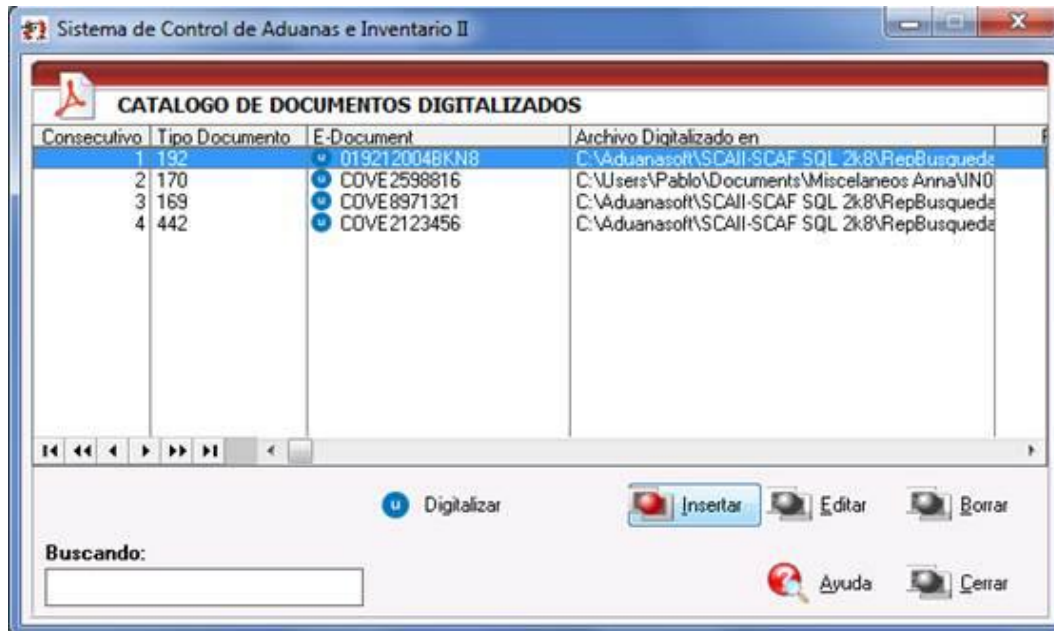 Sistema de Control de Aduanas e Inventario II
CATALOGO DE DOCUMENTOS DIGITALIZADOS
Consecutivo Tipo Documento E-Document Archivo Digitalizado en F
1 192 019212004BKN8 C:\Aduanasoft\SCAII-SCAF SQL 2k8\RepBusqueda
2 170 COVE2598816 C:\Users\Pablo\Documents\Miscelaneos Anna\IN0
3 169 COVE8971321 C:\Aduanasoft\SCAII-SCAF SQL 2k8\RepBusqueda
4 442 COVE2123456 C:\Aduanasoft\SCAII-SCAF SQL 2k8\RepBusqueda
u Digitalizar Insertar Editar Borrar
Buscando:
Ayuda Cerrar